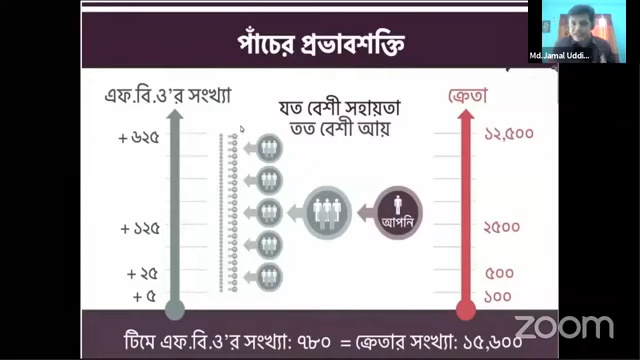 পাঁচের প্রভাবশক্তি
Md.Jamal Uddi...
এফ.বি.ও'র সংখ্যা
যত বেশী সহায়তা
তত বেশী আয়
ক্রেতা
+ ৬২৫
১২,৫০০
আপনি
+ ১২৫
২৫০০
+ ২৫
৫০০
+ ৫
১০০
zoom
টিমে এফ.বি.ও'র সংখ্যা: ৭৮০ = ক্রেতার সংখ্যা: ১৫,৬০০